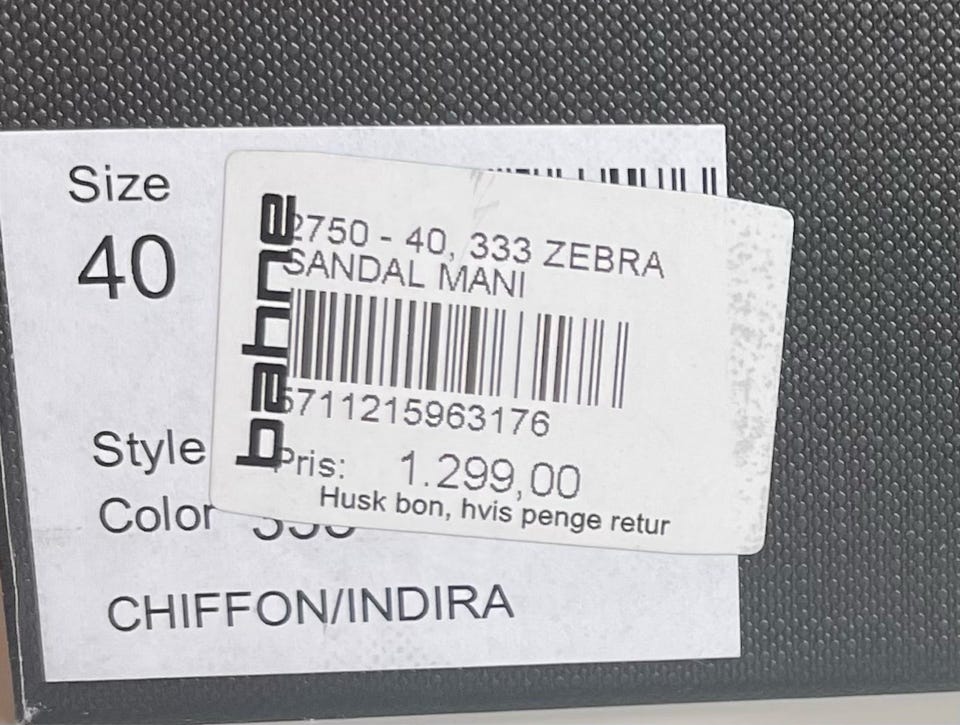 Size
40
bahne
2750 - 40, 333 ZEBRA
SANDAL MANI
5711215963176
Pris: 1.299,00
Husk bon, hvis penge retur
Style
Color 333
CHIFFON/INDIRA